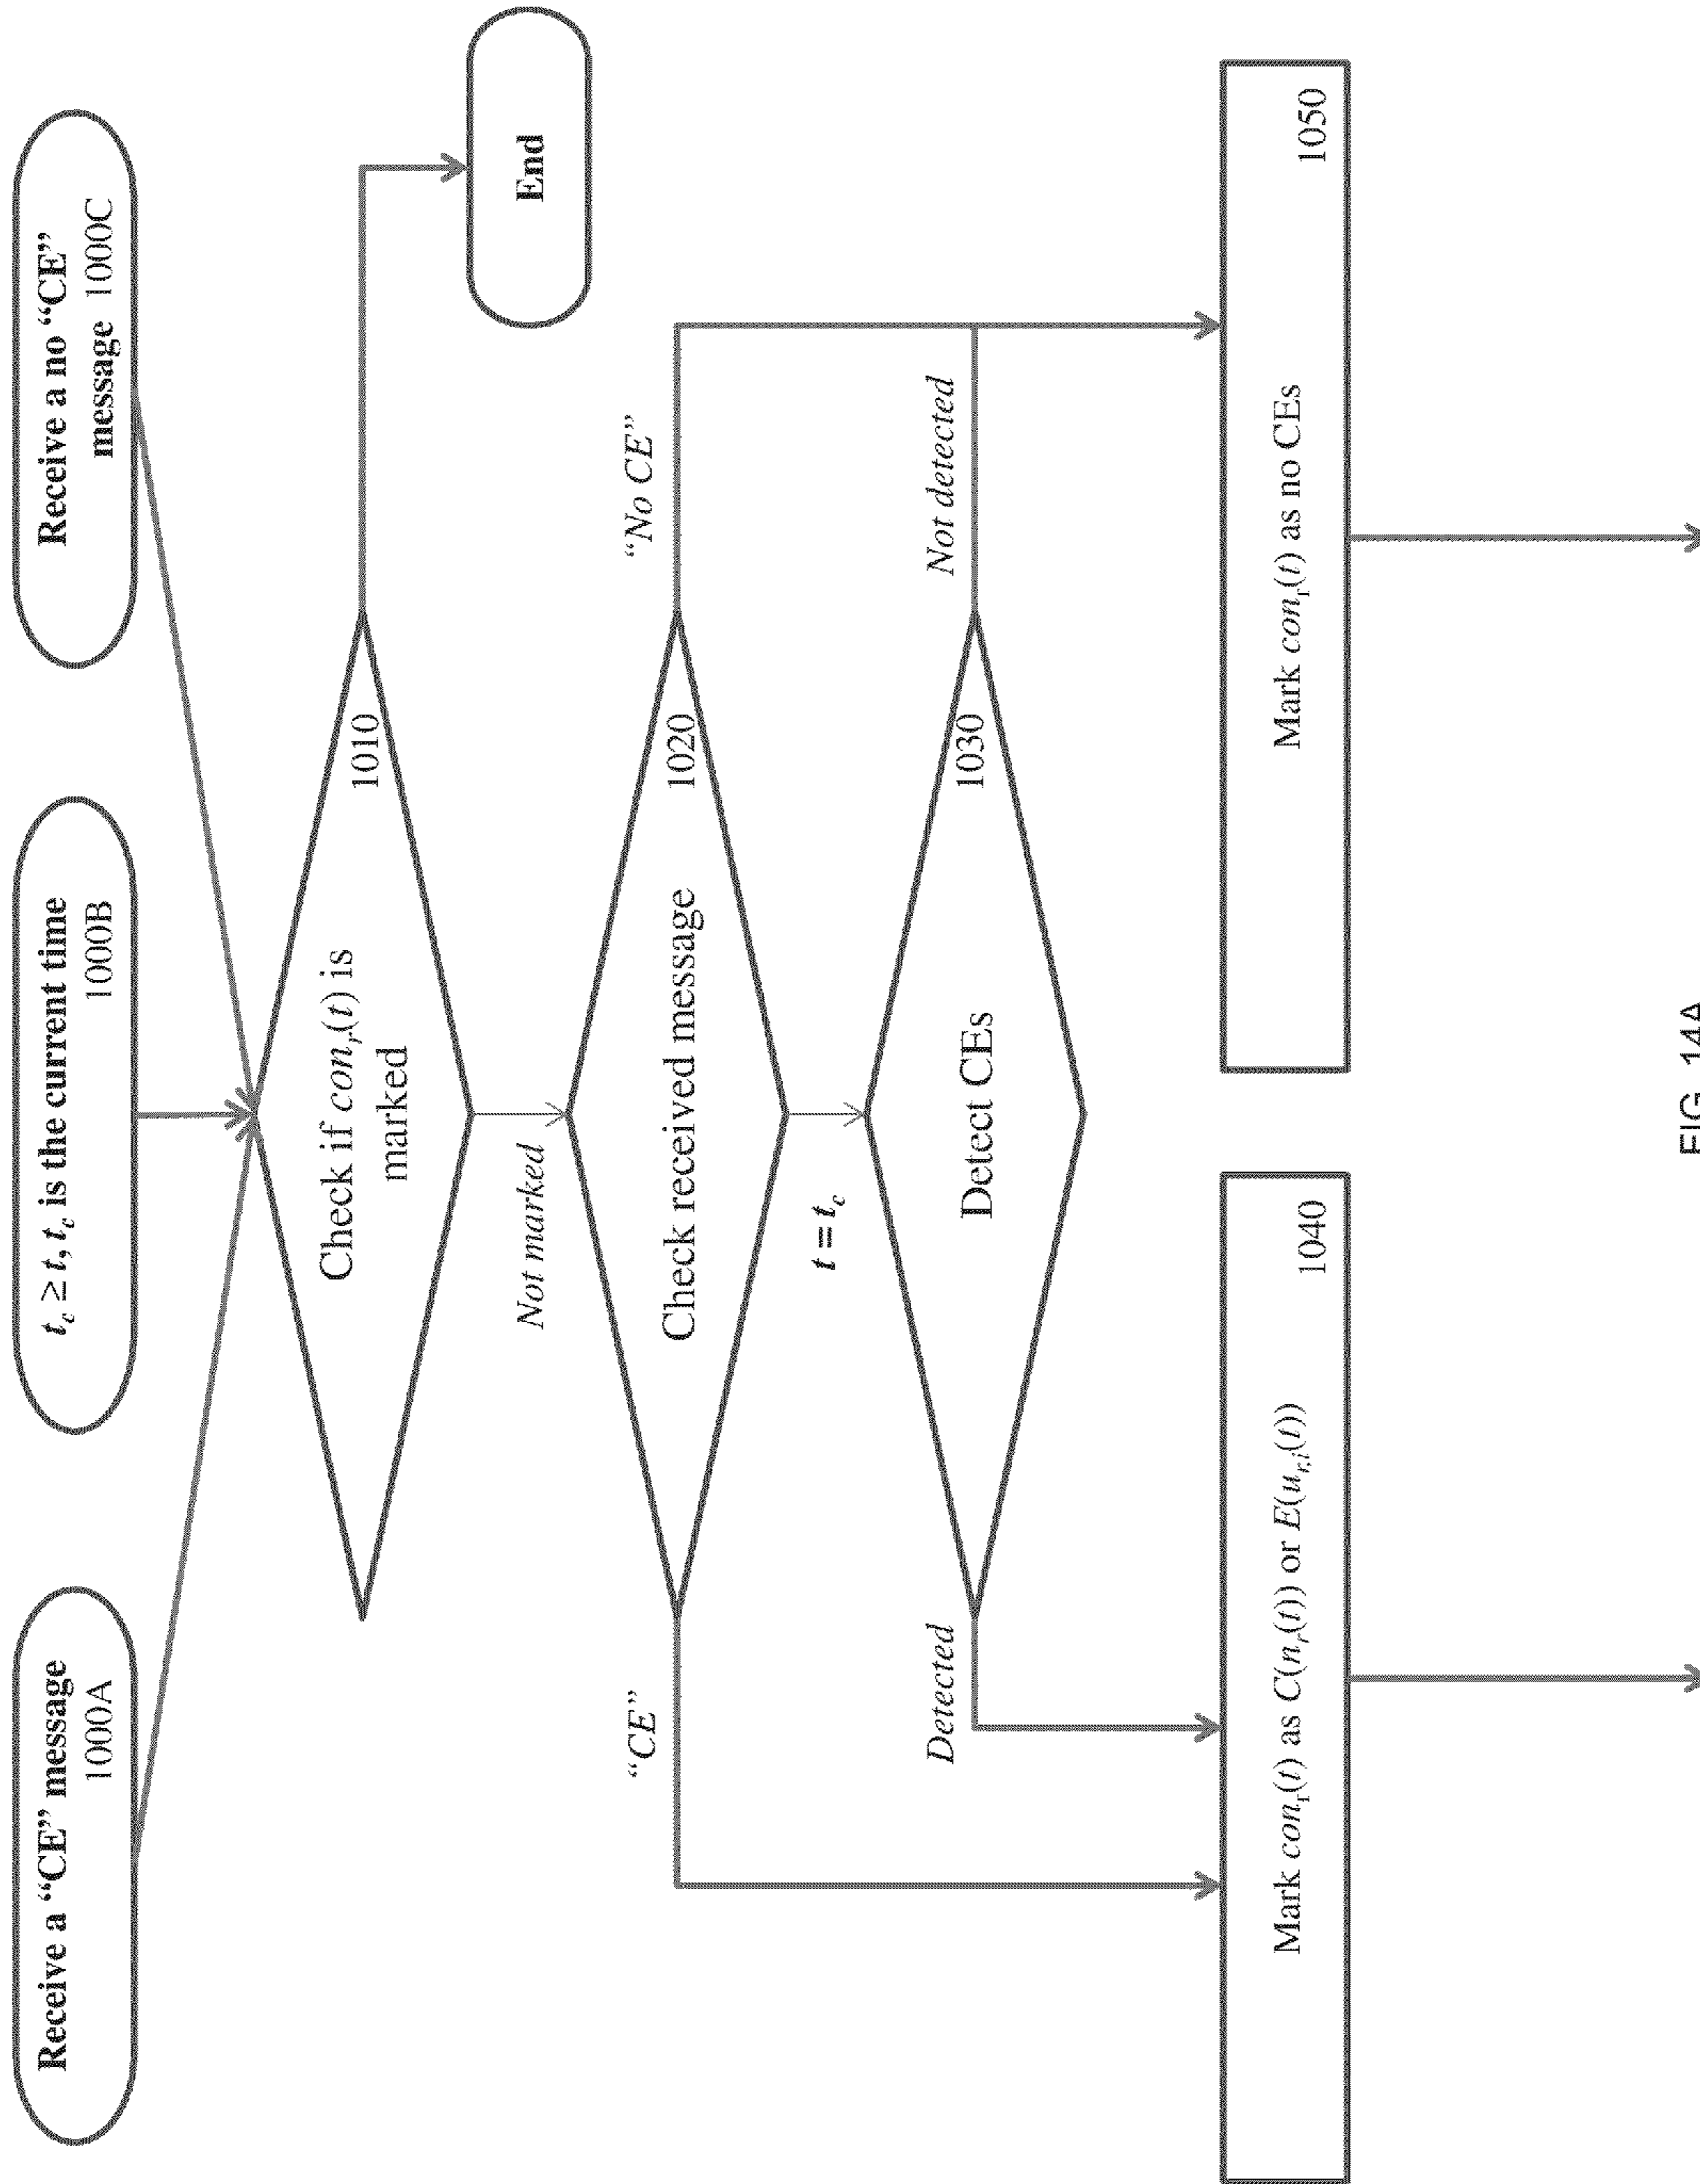 Receive a “CE” message
1000A
t_c ≥ t, t_c is the current time
1000B
Receive a no “CE”
message 1000C
Check if con_r(t) is
marked
1010
End
Not marked
Check received message
1020
“CE”
“No CE”
t = t_c
Detect CEs
1030
Detected
Not detected
Mark con_r(t) as C(n_r(t)) or E(u_{r,i}(t))
1040
Mark con_r(t) as no CEs
1050
FIG. 14A